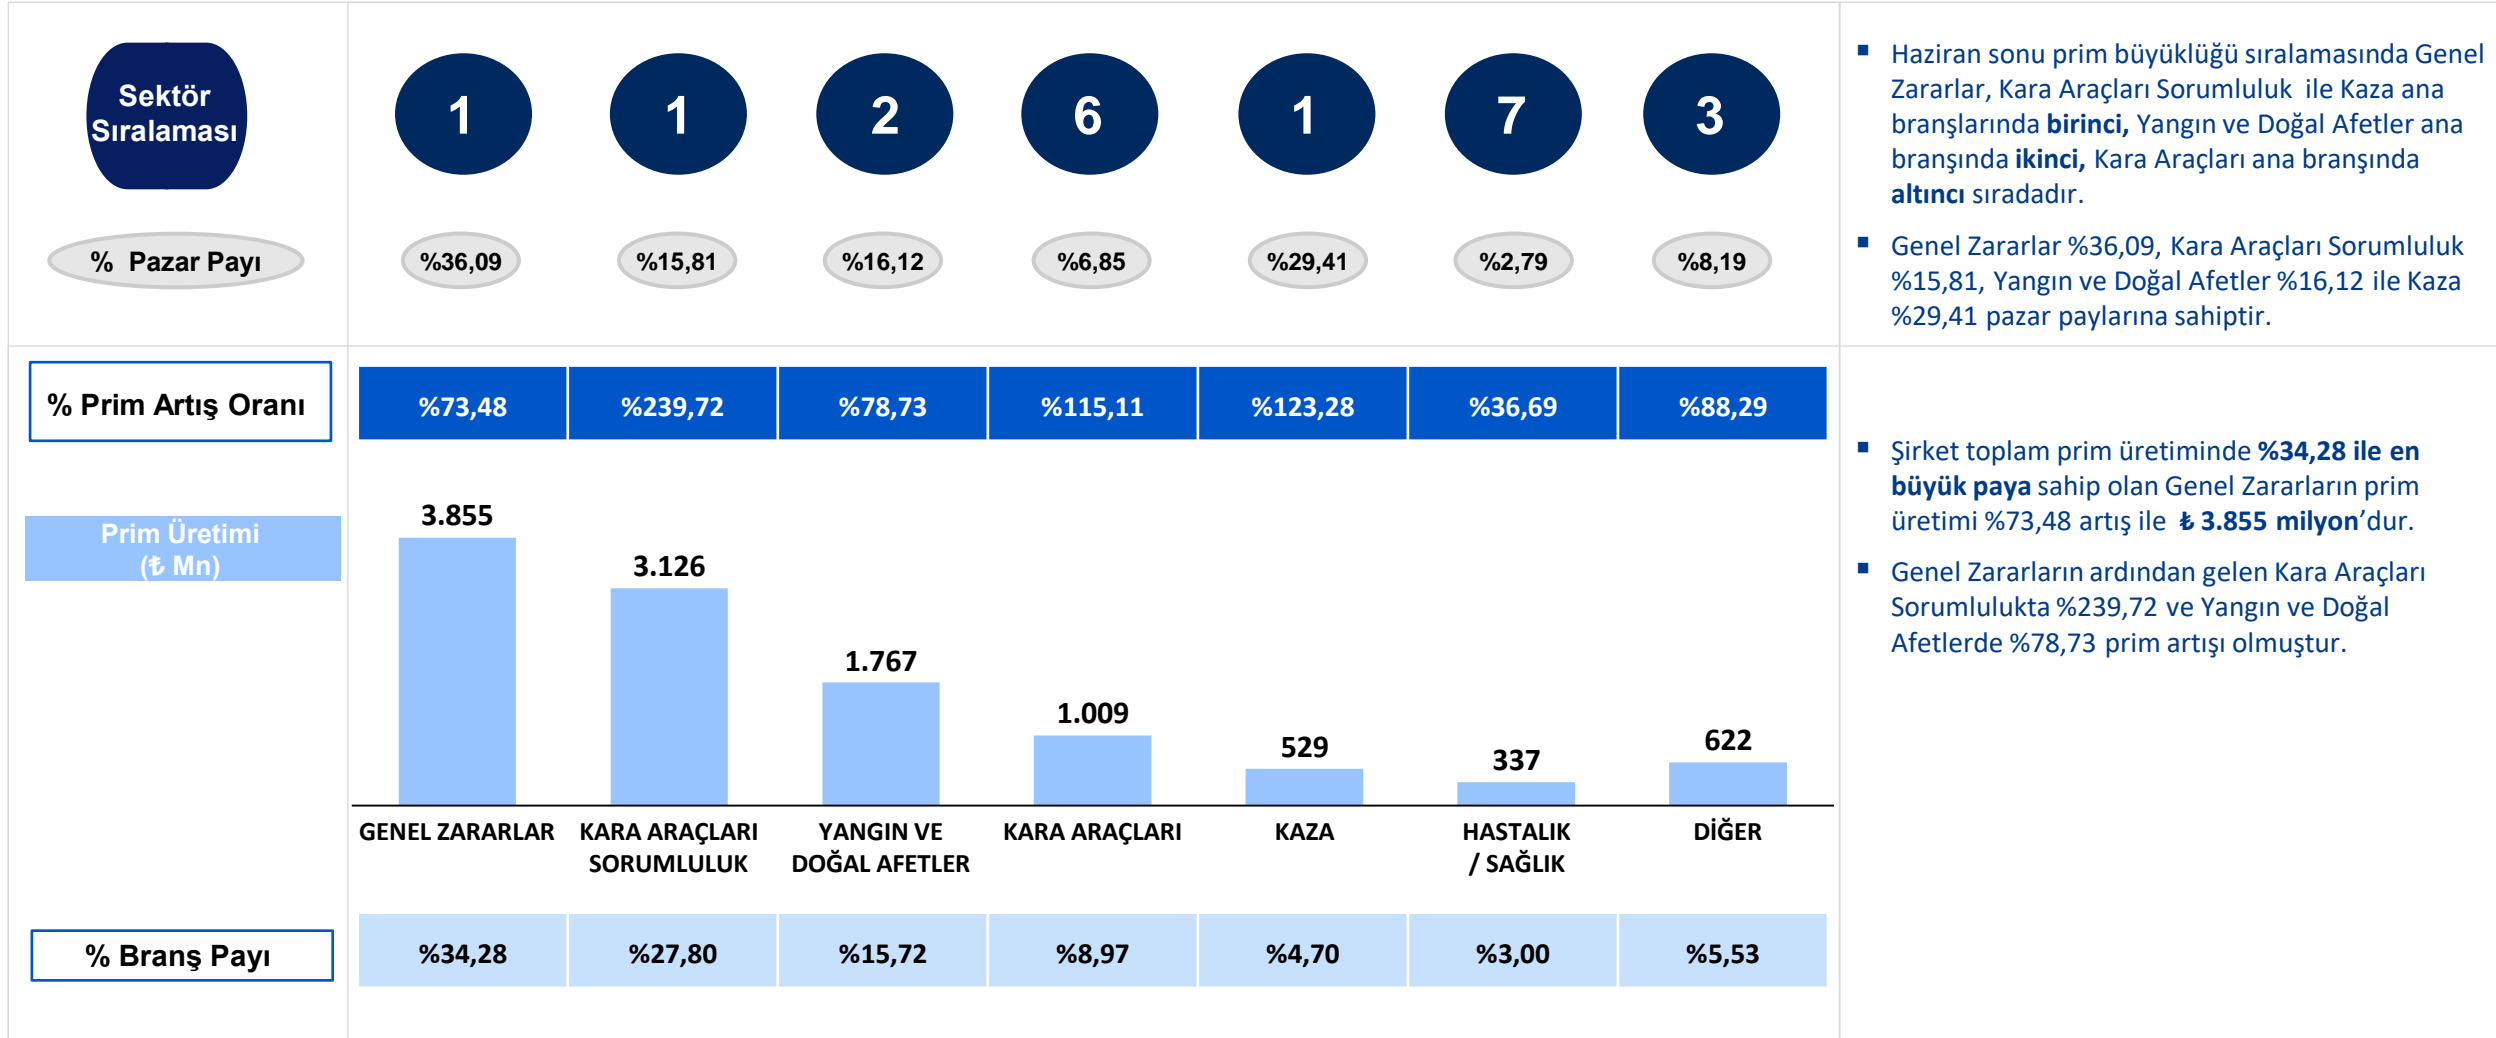 Sektör
Sıralaması
1 1 2 6 1 7 3
% Pazar Payı
%36,09 %15,81 %16,12 %6,85 %29,41 %2,79 %8,19
▪ Haziran sonu prim büyüklüğü sıralamasında Genel
Zararlar, Kara Araçları Sorumluluk ile Kaza ana
branşlarında birinci, Yangın ve Doğal Afetler ana
branşında ikinci, Kara Araçları ana branşında
altıncı sıradadır.
▪ Genel Zararlar %36,09, Kara Araçları Sorumluluk
%15,81, Yangın ve Doğal Afetler %16,12 ile Kaza
%29,41 pazar paylarına sahiptir.
% Prim Artış Oranı
%73,48 %239,72 %78,73 %115,11 %123,28 %36,69 %88,29
Prim Üretimi
(₺ Mn)
3.855
3.126
1.767
1.009
529
337
622
GENEL ZARARLAR
KARA ARAÇLARI
SORUMLULUK
YANGIN VE
DOĞAL AFETLER
KARA ARAÇLARI
KAZA
HASTALIK
/ SAĞLIK
DİĞER
% Branş Payı
%34,28 %27,80 %15,72 %8,97 %4,70 %3,00 %5,53
▪ Şirket toplam prim üretiminde %34,28 ile en
büyük paya sahip olan Genel Zararların prim
üretimi %73,48 artış ile ₺ 3.855 milyon’dur.
▪ Genel Zararların ardından gelen Kara Araçları
Sorumlulukta %239,72 ve Yangın ve Doğal
Afetlerde %78,73 prim artışı olmuştur.